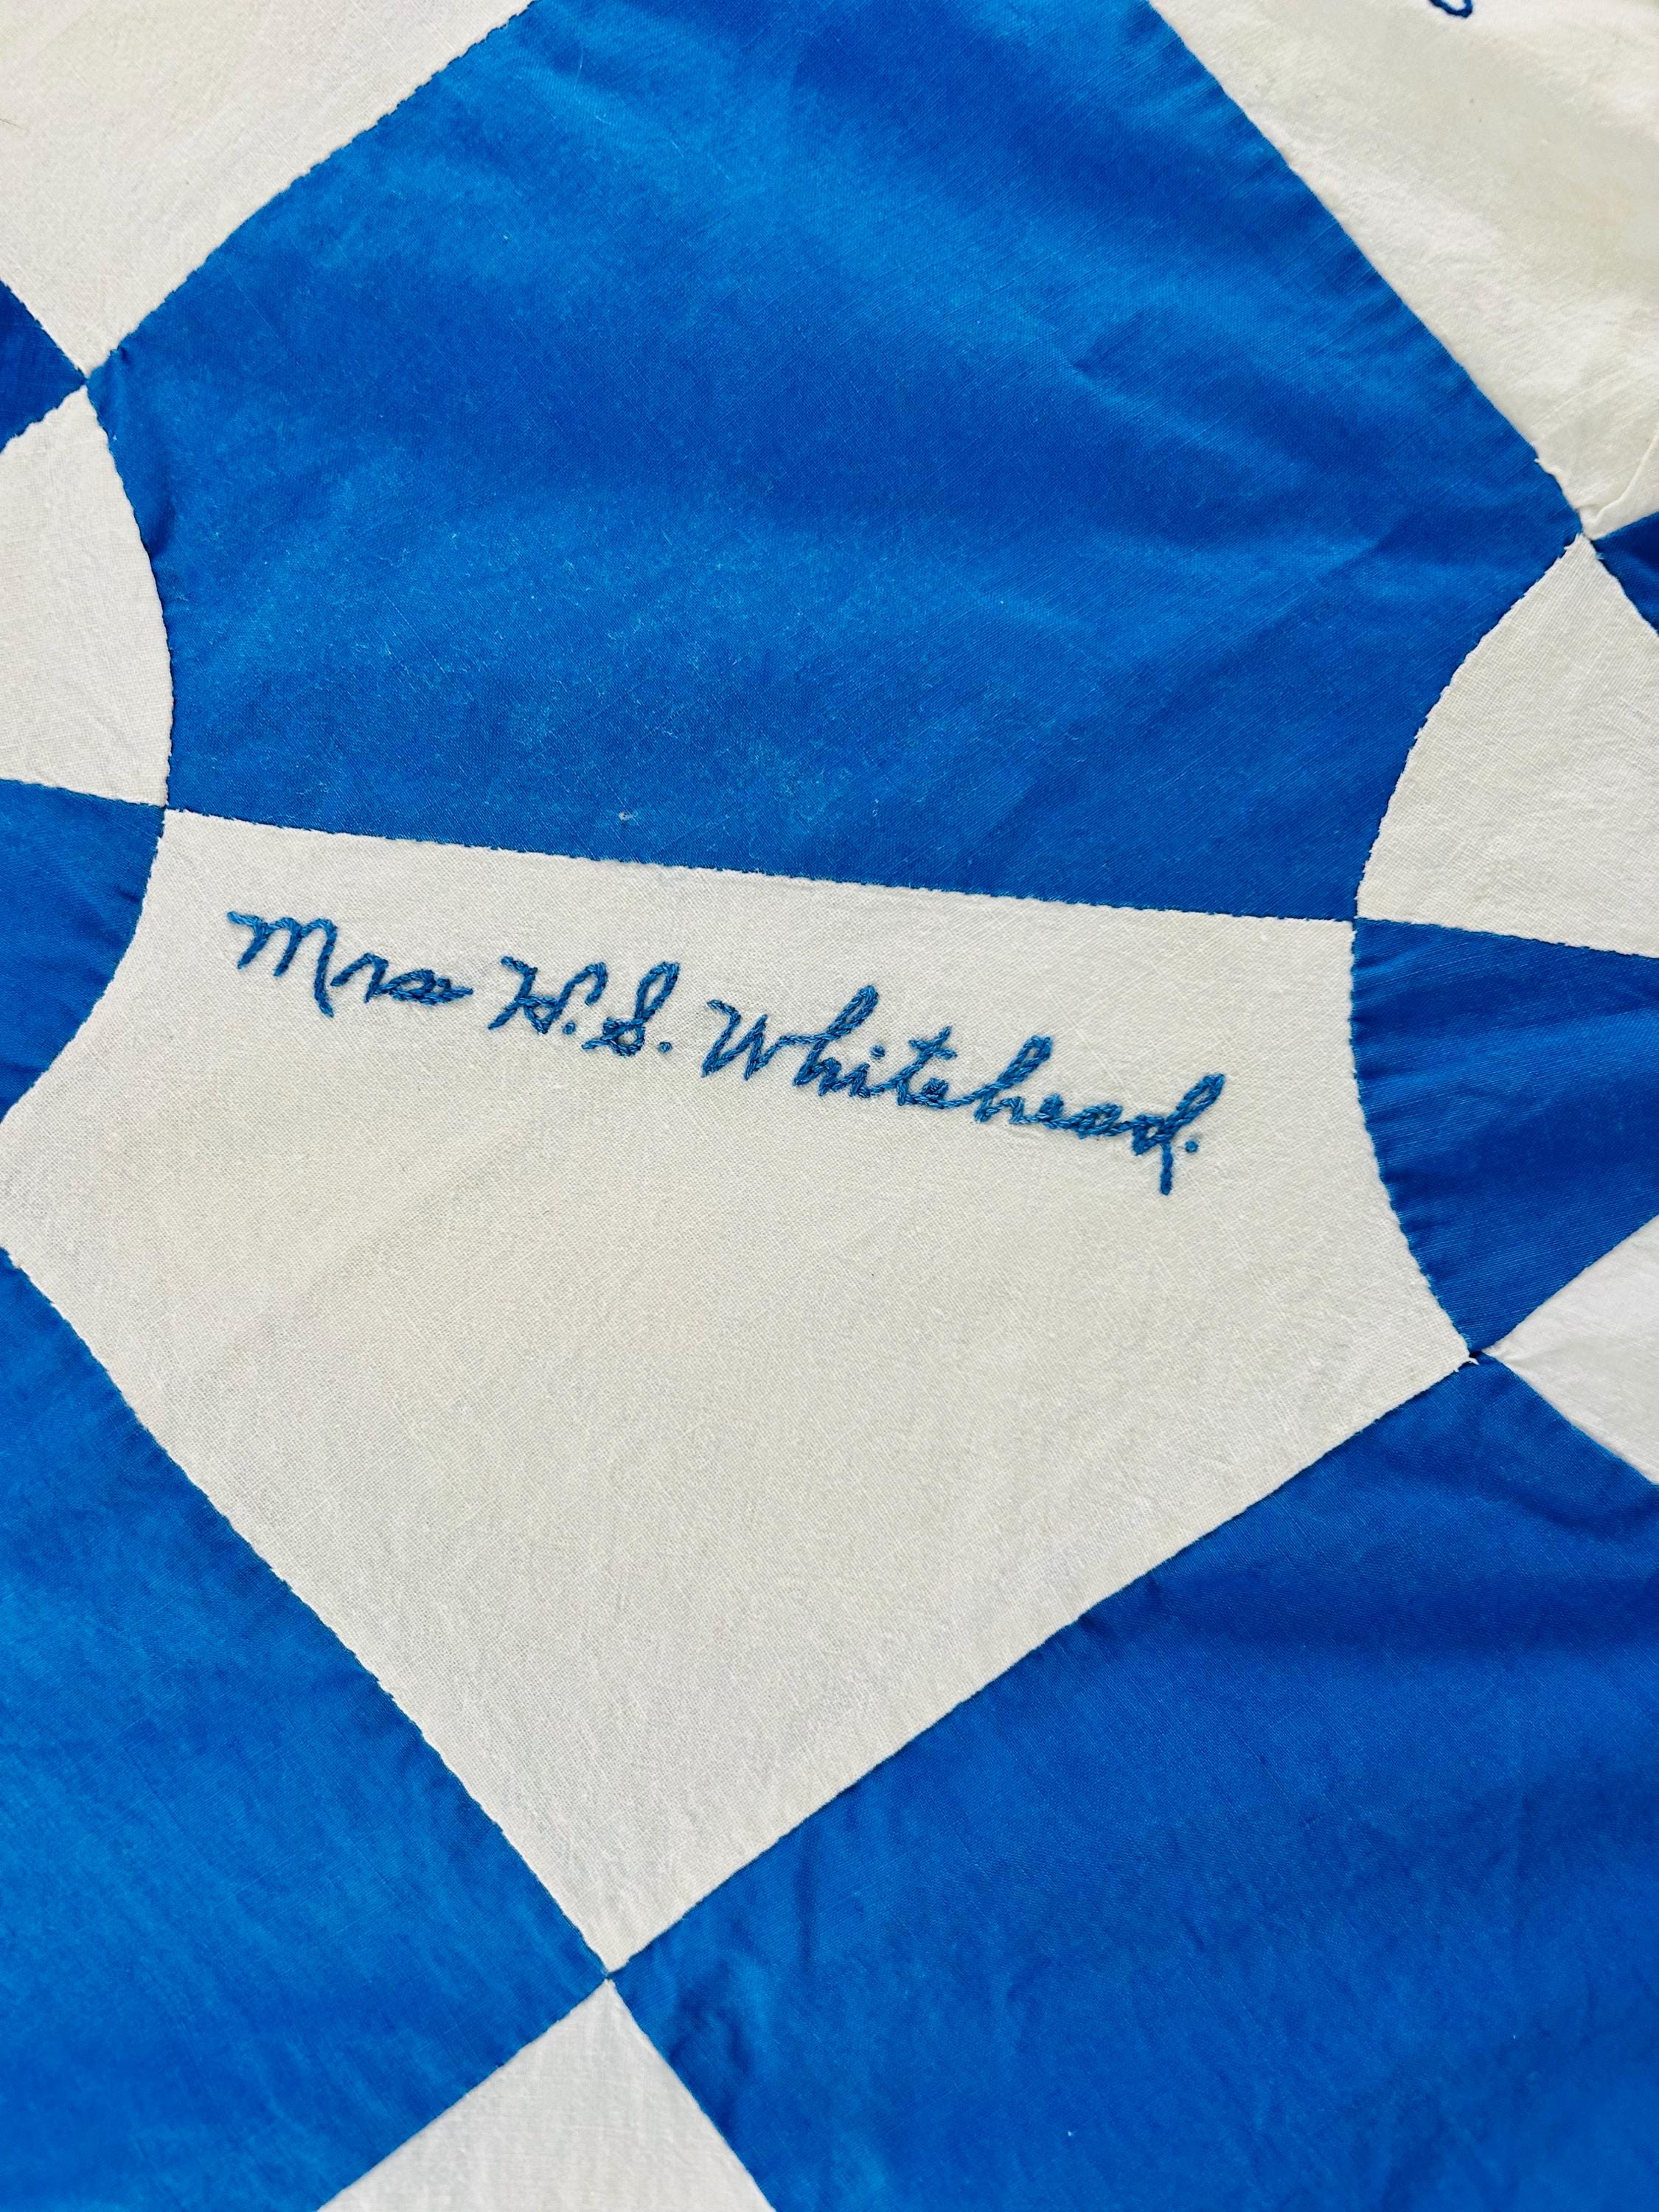 Mrs H. S. Whitehead.